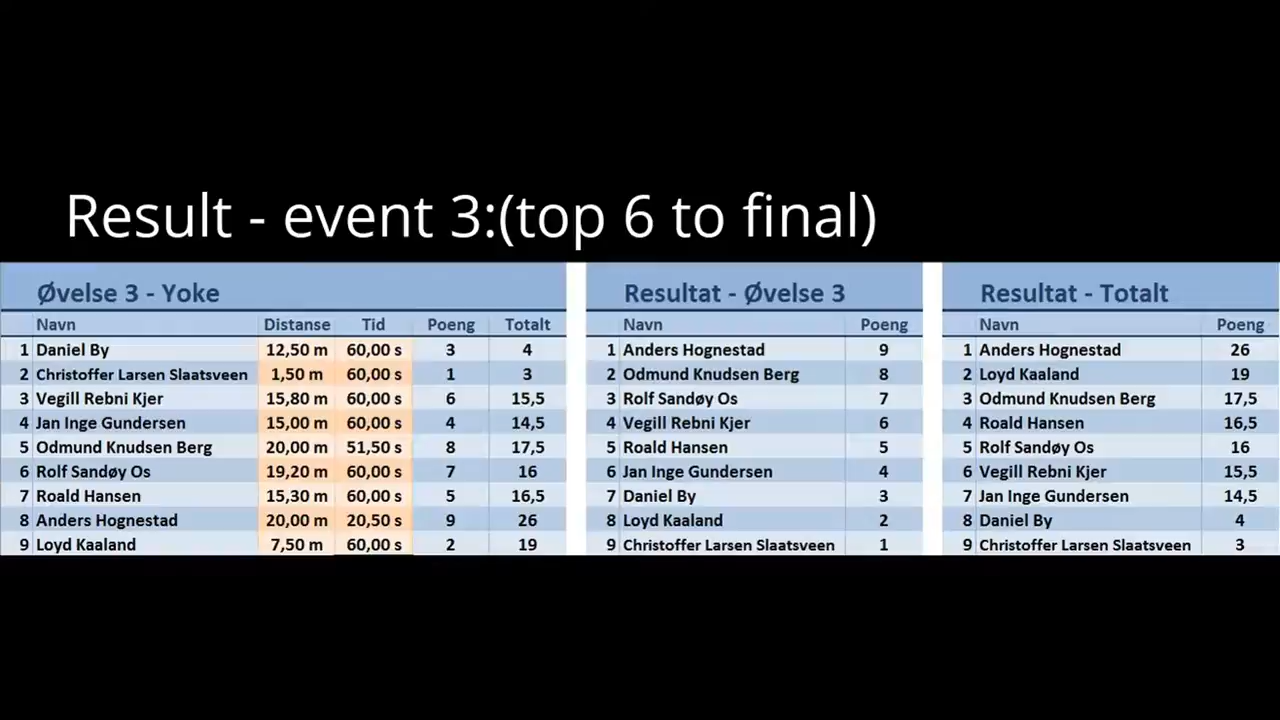 Result - event 3:(top 6 to final)
Øvelse 3 - Yoke Resultat - Øvelse 3 Resultat - Totalt
Navn Distanse Tid Poeng Totalt Navn Poeng Navn Poeng
1 Daniel By 12,50 m 60,00 s 3 4 1 Anders Hognestad 9 1 Anders Hognestad 26
2 Christoffer Larsen Slaatsveen 1,50 m 60,00 s 1 3 2 Odmund Knudsen Berg 8 2 Loyd Kaaland 19
3 Vegill Rebni Kjer 15,80 m 60,00 s 6 15,5 3 Rolf Sandøy Os 7 3 Odmund Knudsen Berg 17,5
4 Jan Inge Gundersen 15,00 m 60,00 s 4 14,5 4 Vegill Rebni Kjer 6 4 Roald Hansen 16,5
5 Odmund Knudsen Berg 20,00 m 51,50 s 8 17,5 5 Roald Hansen 5 5 Rolf Sandøy Os 16
6 Rolf Sandøy Os 19,20 m 60,00 s 7 16 6 Jan Inge Gundersen 4 6 Vegill Rebni Kjer 15,5
7 Roald Hansen 15,30 m 60,00 s 5 16,5 7 Daniel By 3 7 Jan Inge Gundersen 14,5
8 Anders Hognestad 20,00 m 20,50 s 9 26 8 Loyd Kaaland 2 8 Daniel By 4
9 Loyd Kaaland 7,50 m 60,00 s 2 19 9 Christoffer Larsen Slaatsveen 1 9 Christoffer Larsen Slaatsveen 3